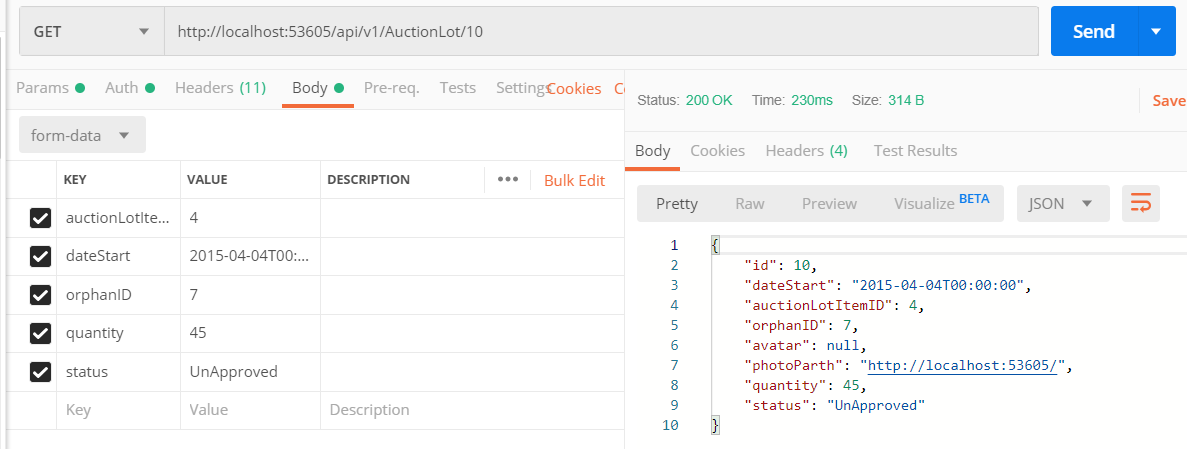 GET http://localhost:53605/api/v1/AuctionLot/10 Send
Params Auth Headers (11) Body Pre-req. Tests Settings Cookies C
form-data
KEY VALUE DESCRIPTION ••• Bulk Edit
auctionLotIte... 4
dateStart 2015-04-04T00:...
orphanID 7
quantity 45
status UnApproved
Key Value Description
Status: 200 OK Time: 230ms Size: 314 B Save
Body Cookies Headers (4) Test Results
Pretty Raw Preview Visualize BETA JSON
1 {
2 "id": 10,
3 "dateStart": "2015-04-04T00:00:00",
4 "auctionLotItemID": 4,
5 "orphanID": 7,
6 "avatar": null,
7 "photoParth": "http://localhost:53605/",
8 "quantity": 45,
9 "status": "UnApproved"
10 }